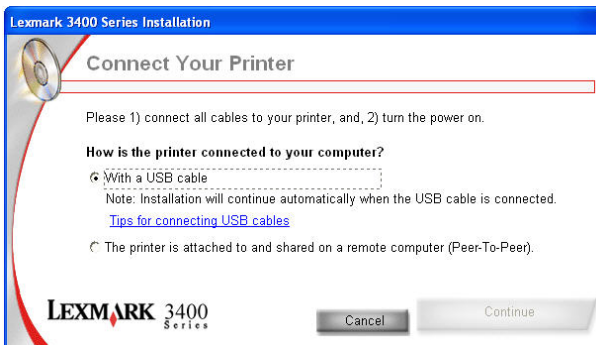 Lexmark 3400 Series Installation
Connect Your Printer
Please 1) connect all cables to your printer, and, 2) turn the power on.
How is the printer connected to your computer?
With a USB cable
Note: Installation will continue automatically when the USB cable is connected.
Tips for connecting USB cables
The printer is attached to and shared on a remote computer (Peer-To-Peer).
LEXMARK 3400
Series
Cancel
Continue